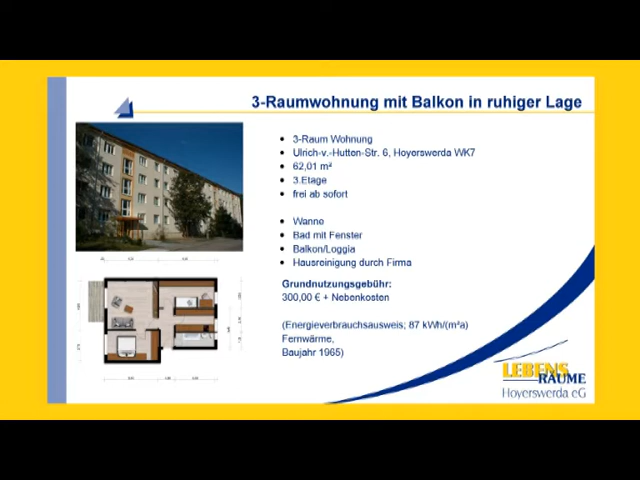 3-Raumwohnung mit Balkon in ruhiger Lage
3-Raum Wohnung
Ulrich-v.-Hutten-Str. 6, Hoyerswerda WK7
62,01 m²
3.Etage
frei ab sofort
Wanne
Bad mit Fenster
Balkon/Loggia
Hausreinigung durch Firma
Grundnutzungsgebühr:
300,00 € + Nebenkosten
(Energieverbrauchsausweis; 87 kWh/(m²a)
Fernwärme,
Baujahr 1965)
LEBENS
RÄUME
Hoyerswerda eG